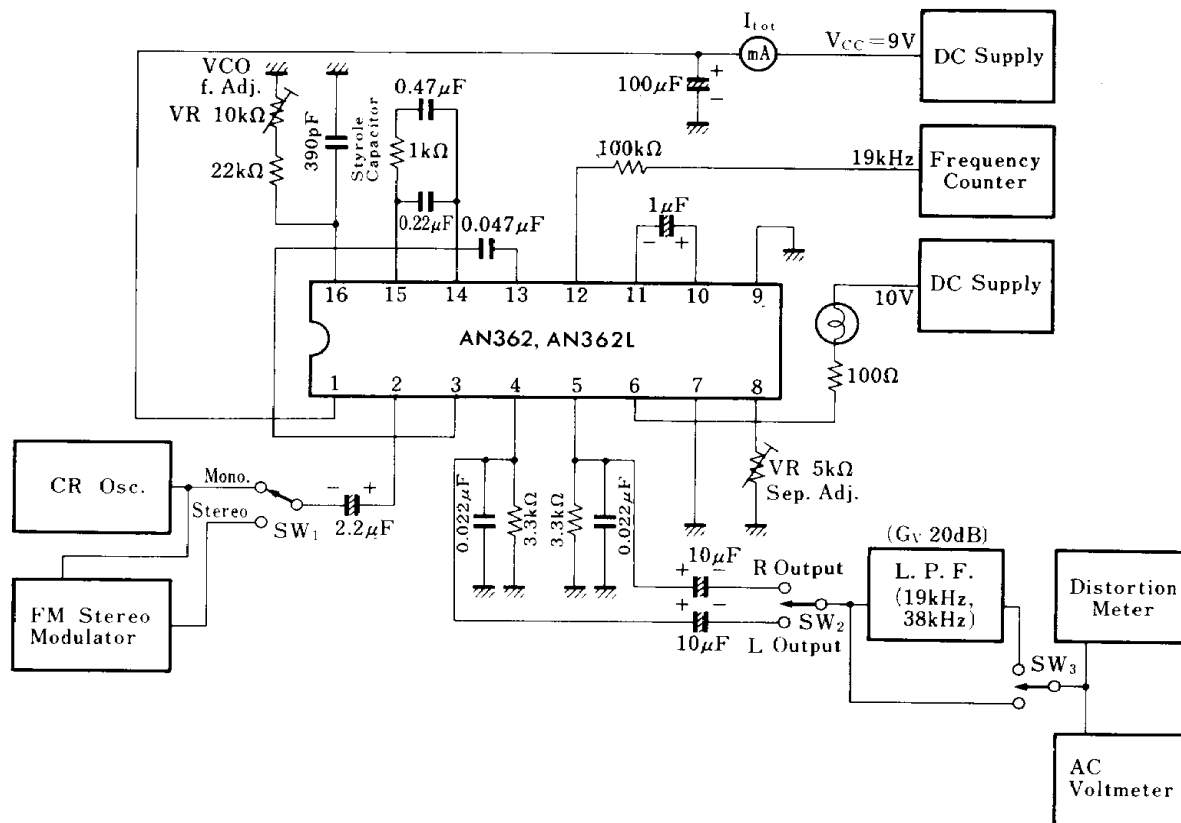 I tot
mA
V CC = 9V
DC Supply
100μF
+
−
VCO
f. Adj.
VR 10kΩ
22kΩ
390pF
Styrole
Capacitor
0.47μF
1kΩ
0.22μF
0.047μF
100kΩ
19kHz
Frequency
Counter
1μF
− +
10V
DC Supply
100Ω
16 15 14 13 12 11 10 9
AN362, AN362L
1 2 3 4 5 6 7 8
CR Osc.
Mono.
Stereo
SW1
− +
2.2μF
FM Stereo
Modulator
0.022μF
3.3kΩ
3.3kΩ
0.022μF
VR 5kΩ
Sep. Adj.
10μF
+ −
R Output
+ −
SW2
10μF
L Output
(GV 20dB)
L. P. F.
(19kHz,
38kHz)
SW3
Distortion
Meter
AC
Voltmeter